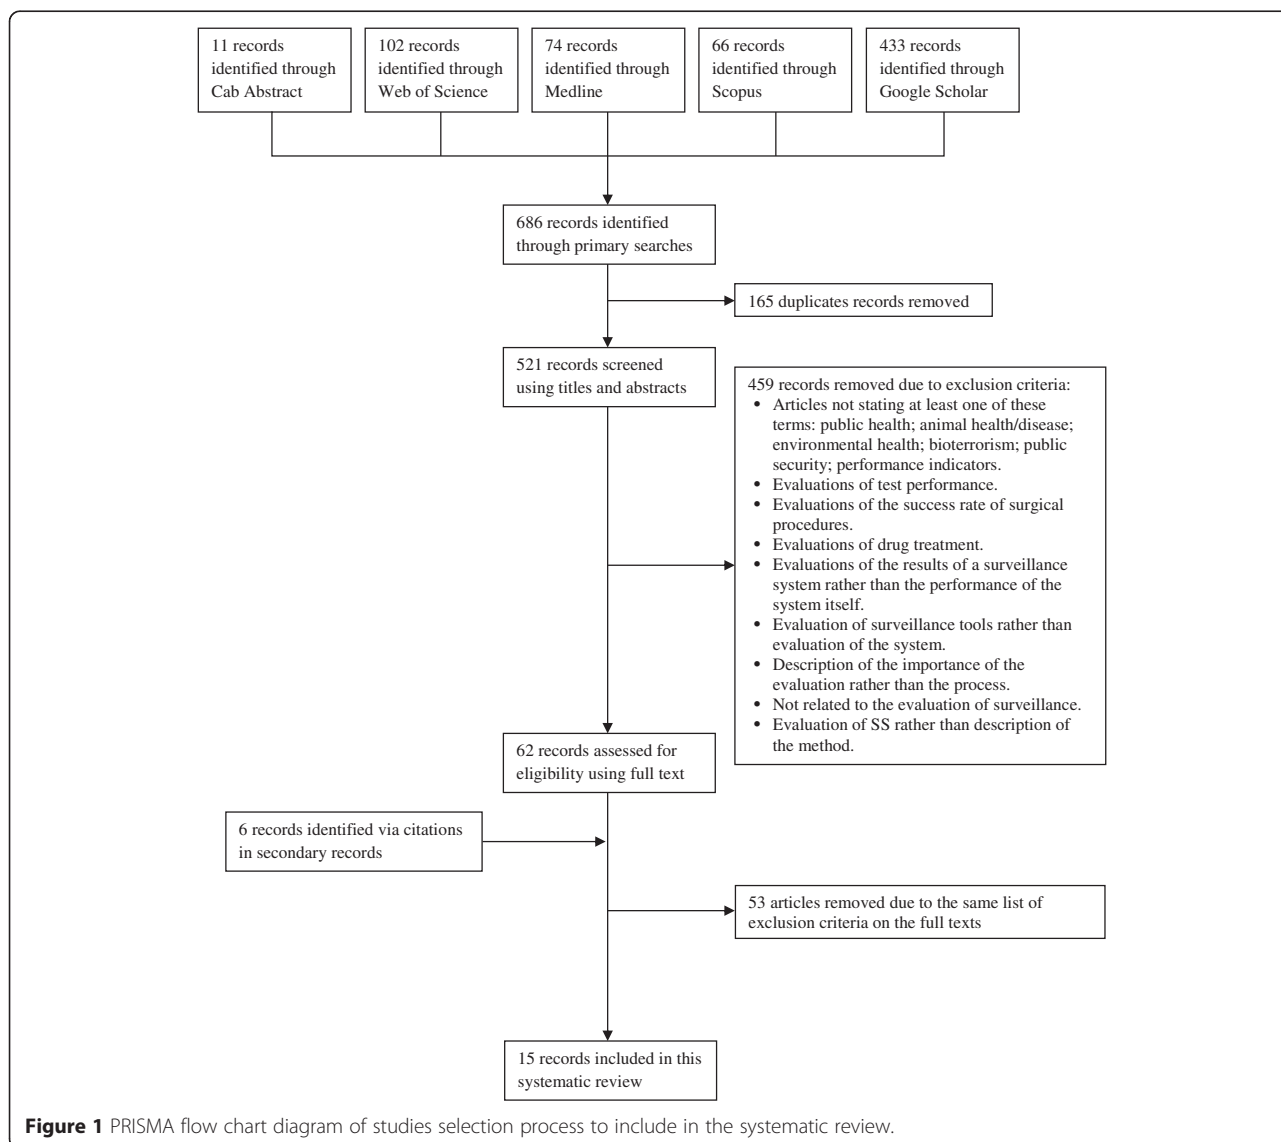 11 records
identified through
Cab Abstract
102 records
identified through
Web of Science
74 records
identified through
Medline
66 records
identified through
Scopus
433 records
identified through
Google Scholar
686 records identified
through primary searches
165 duplicates records removed
521 records screened
using titles and abstracts
459 records removed due to exclusion criteria:
• Articles not stating at least one of these
terms: public health; animal health/disease;
environmental health; bioterrorism; public
security; performance indicators.
• Evaluations of test performance.
• Evaluations of the success rate of surgical
procedures.
• Evaluations of drug treatment.
• Evaluations of the results of a surveillance
system rather than the performance of the
system itself.
• Evaluation of surveillance tools rather than
evaluation of the system.
• Description of the importance of the
evaluation rather than the process.
• Not related to the evaluation of surveillance.
• Evaluation of SS rather than description of
the method.
62 records assessed for
eligibility using full text
6 records identified via citations
in secondary records
53 articles removed due to the same list of
exclusion criteria on the full texts
15 records included in this
systematic review
Figure 1 PRISMA flow chart diagram of studies selection process to include in the systematic review.